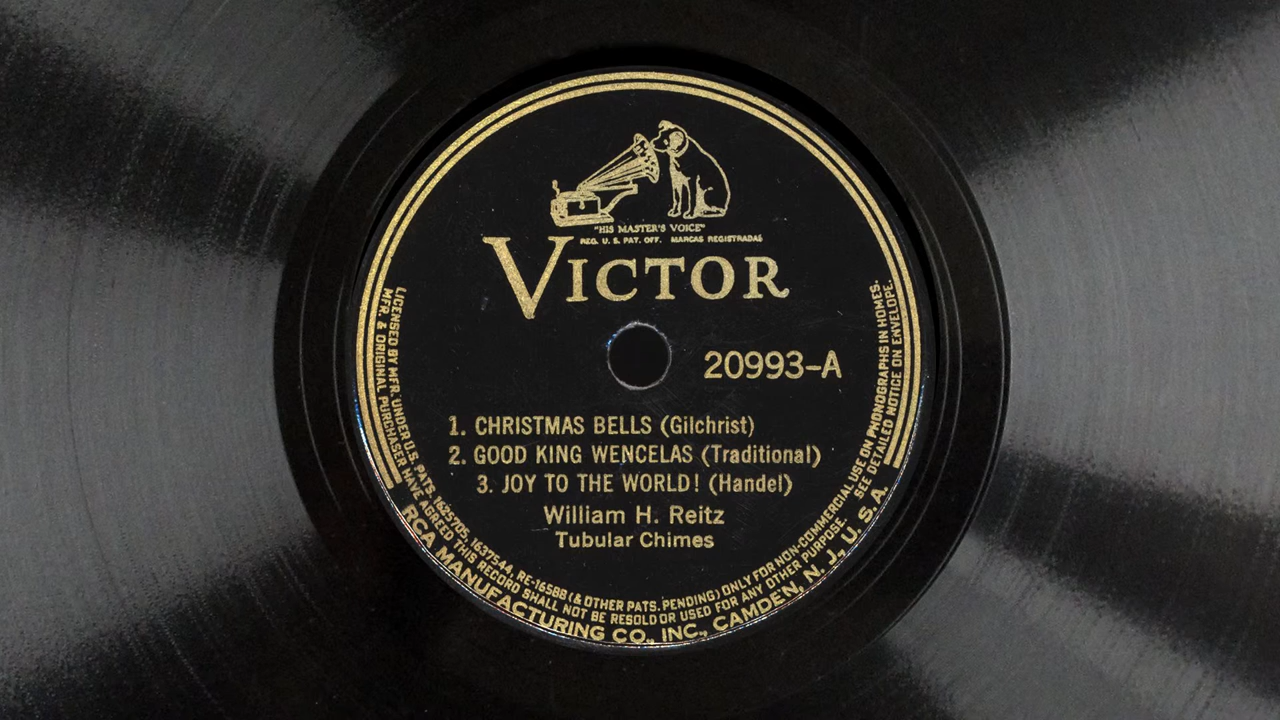 "HIS MASTER'S VOICE"
REG. U. S. PAT. OFF. MARCAS REGISTRADAS
VICTOR
20993-A
1. CHRISTMAS BELLS (Gilchrist)
2. GOOD KING WENCELAS (Traditional)
3. JOY TO THE WORLD! (Handel)
William H. Reitz
Tubular Chimes
LICENSED BY MFR. UNDER U.S. PATS. 1625705, 1637544, RE-16588 (& OTHER PATS. PENDING) ONLY FOR NON-COMMERCIAL USE ON PHONOGRAPHS IN HOMES.
MFR. & ORIGINAL PURCHASER HAVE AGREED THIS RECORD SHALL NOT BE RESOLD OR USED FOR ANY OTHER PURPOSE. SEE DETAILED NOTICE ON ENVELOPE.
RCA MANUFACTURING CO., INC., CAMDEN, N. J., U. S. A.